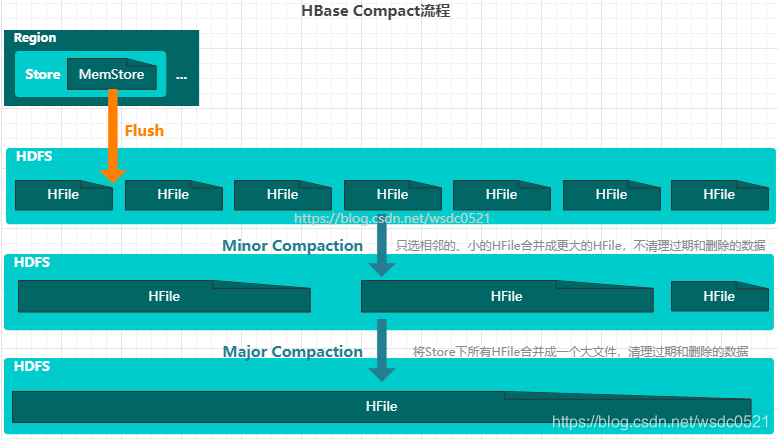 HBase Compact流程
Region
Store
MemStore
...
Flush
HDFS
HFile
HFile
HFile
HFile
HFile
HFile
HFile
https://blog.csdn.net/wsdc0521
Minor Compaction
只选相邻的、小的HFile合并成更大的HFile，不清理过期和删除的数据
HDFS
HFile
HFile
HFile
Major Compaction
将Store下所有HFile合并成一个大文件，清理过期和删除的数据
HDFS
HFile
https://blog.csdn.net/wsdc0521